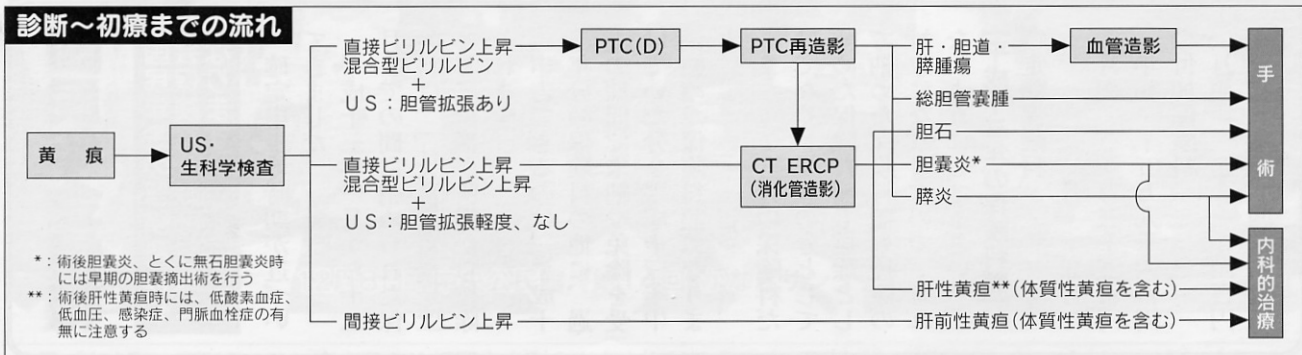 診断～初療までの流れ
黄 痕
US・
生科学検査
直接ビリルビン上昇
混合型ビリルビン
+
US：胆管拡張あり
PTC(D)
PTC再造影
肝・胆道・
膵腫瘍
血管造影
手術
総胆管嚢腫
胆石
直接ビリルビン上昇
混合型ビリルビン上昇
+
US：胆管拡張軽度、なし
CT ERCP
(消化管造影)
胆嚢炎*
膵炎
内科的治療
肝性黄疸**(体質性黄疸を含む)
間接ビリルビン上昇
肝前性黄疸(体質性黄疸を含む)
*：術後胆嚢炎、とくに無石胆嚢炎時
には早期の胆嚢摘出術を行う
**：術後肝性黄疸時には、低酸素血症、
低血圧、感染症、門脈血栓症の有
無に注意する